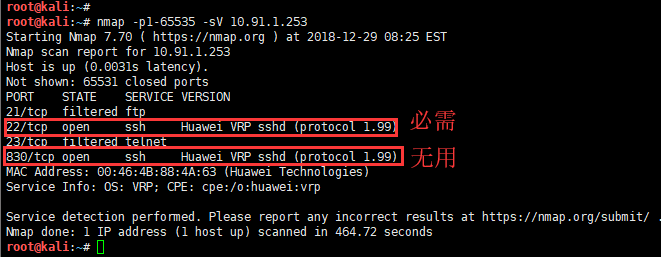 root@kali:~#
root@kali:~# nmap -p1-65535 -sV 10.91.1.253
Starting Nmap 7.70 ( https://nmap.org ) at 2018-12-29 08:25 EST
Nmap scan report for 10.91.1.253
Host is up (0.0031s latency).
Not shown: 65531 closed ports
PORT STATE SERVICE VERSION
21/tcp filtered ftp
22/tcp open ssh Huawei VRP sshd (protocol 1.99) 必需
23/tcp filtered telnet
830/tcp open ssh Huawei VRP sshd (protocol 1.99) 无用
MAC Address: 00:46:4B:88:4A:63 (Huawei Technologies)
Service Info: OS: VRP; CPE: cpe:/o:huawei:vrp
Service detection performed. Please report any incorrect results at https://nmap.org/submit/ .
Nmap done: 1 IP address (1 host up) scanned in 464.72 seconds
root@kali:~#